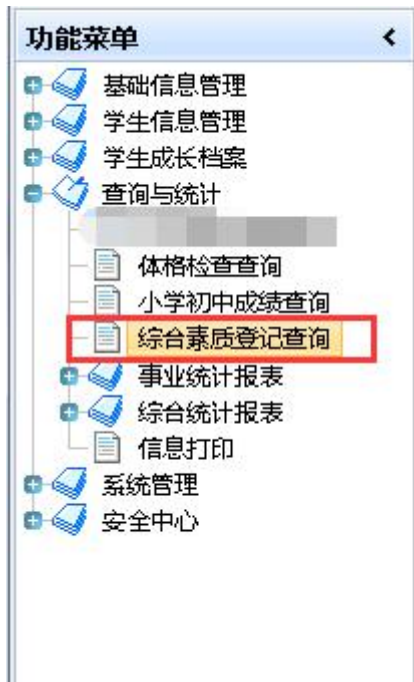 功能菜单
基础信息管理
学生信息管理
学生成长档案
查询与统计
体格检查查询
小学初中成绩查询
综合素质登记查询
事业统计报表
综合统计报表
信息打印
系统管理
安全中心